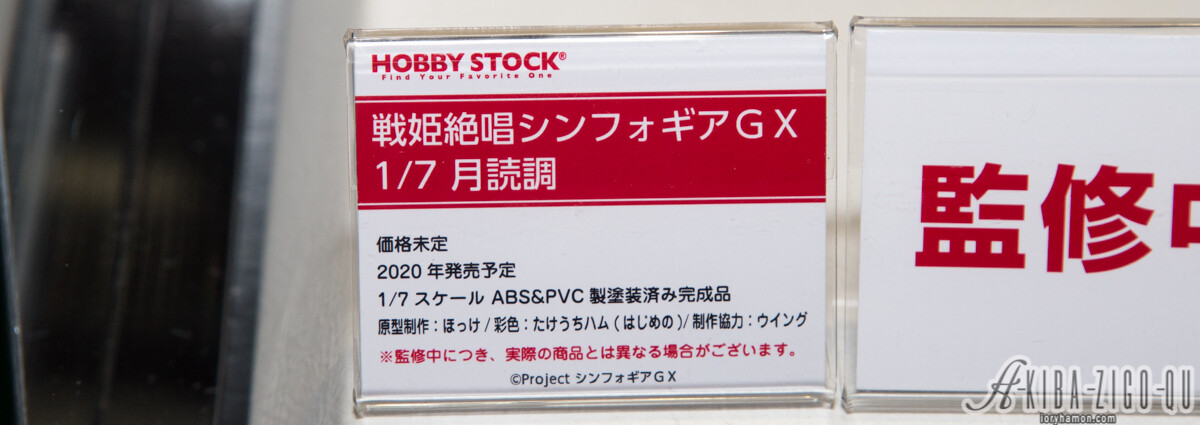 HOBBY STOCK®
Find Your Favorite One
戦姫絶唱シンフォギアGX
1/7 月読調
価格未定
2020年発売予定
1/7 スケール ABS&PVC 製塗装済み完成品
原型制作：ほっけ / 彩色：たけうちハム ( はじめの )/ 制作協力：ウイング
※監修中につき、実際の商品とは異なる場合がございます。
©Project シンフォギアGX
監修中
A-KIBA-ZIGO-QU
ioryhamon.com